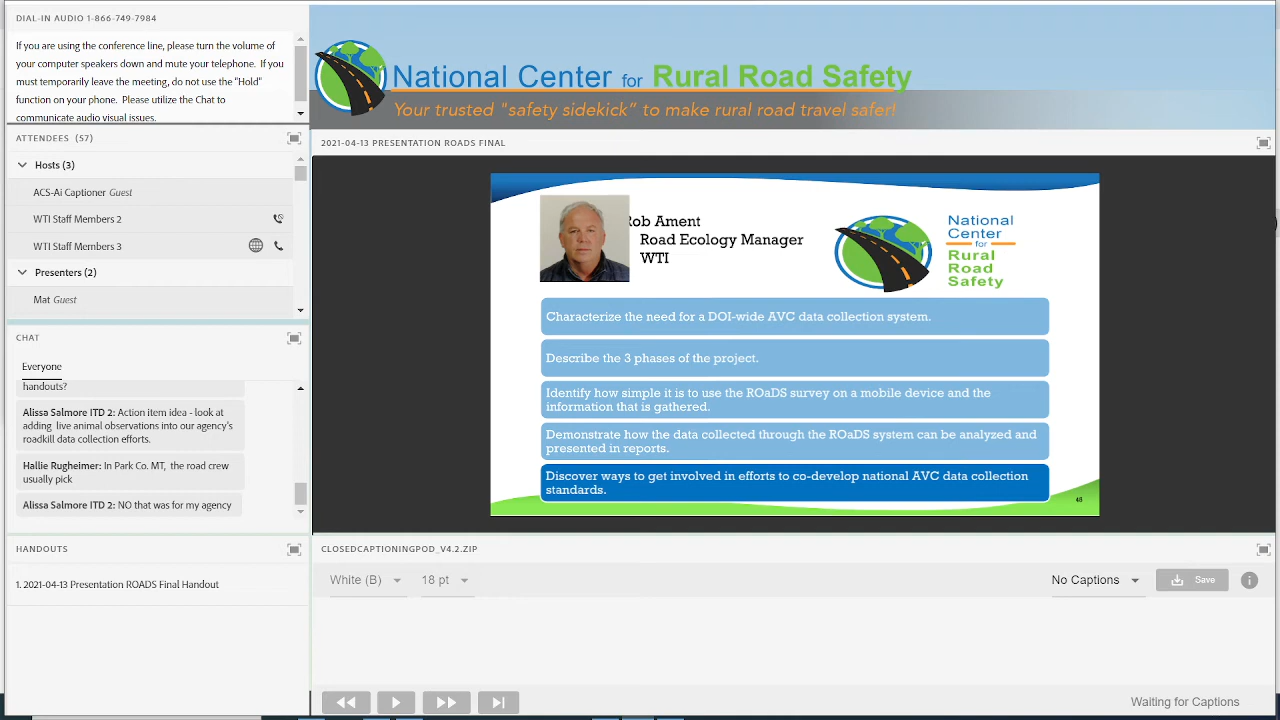 DIAL-IN AUDIO 1-866-749-7984
If you are using the conference line, please turn the volume of
your computer speakers down and mute your telephone. If you
must temporarily leave the meeting, do not use the "Hold"
function on your phone. Please utilize the Chat to
communicate audio visual issues.
ATTENDEES (57)
Hosts (3)
ACS-Ai Captioner Guest
WTI Staff Members 2
WTI Staff Members 3
Presenters (2)
Mat Guest
CHAT
Everyone
handouts?
Alissa Salmore ITD 2: Action item idea - look at
adding live animal observations into our agency's
roadkill data collection efforts.
Hallie Rugheimer: In Park Co. MT, the road crew
usually pick
Alissa Salmore ITD 2: NO that was for my agency
HANDOUTS
1. 2021-04-13 Presentation ROADS Final Handout
National Center for Rural Road Safety
Your trusted "safety sidekick" to make rural road travel safer!
2021-04-13 PRESENTATION ROADS FINAL
Rob Ament
Road Ecology Manager
WTI
National
Center
for
Rural
Road
Safety
Characterize the need for a DOI-wide AVC data collection system.
Describe the 3 phases of the project.
Identify how simple it is to use the ROaDS survey on a mobile device and the
information that is gathered.
Demonstrate how the data collected through the ROaDS system can be analyzed and
presented in reports.
Discover ways to get involved in efforts to co-develop national AVC data collection
standards.
48
CLOSEDCAPTIONINGPOD_V4.2.ZIP
White (B)
18 pt
No Captions
Save
Waiting for Captions